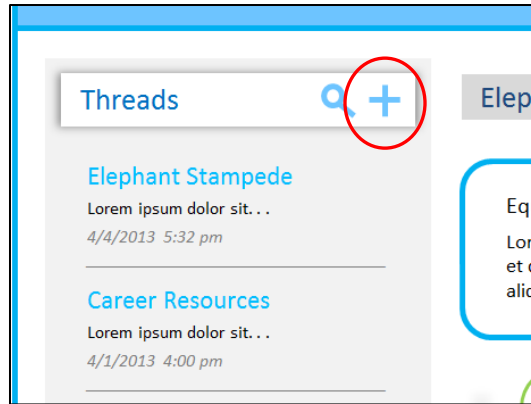 Threads
Elephant Stampede
Lorem ipsum dolor sit. . .
4/4/2013 5:32 pm
Career Resources
Lorem ipsum dolor sit. . .
4/1/2013 4:00 pm
Elep
Eq
Lor
et
alic